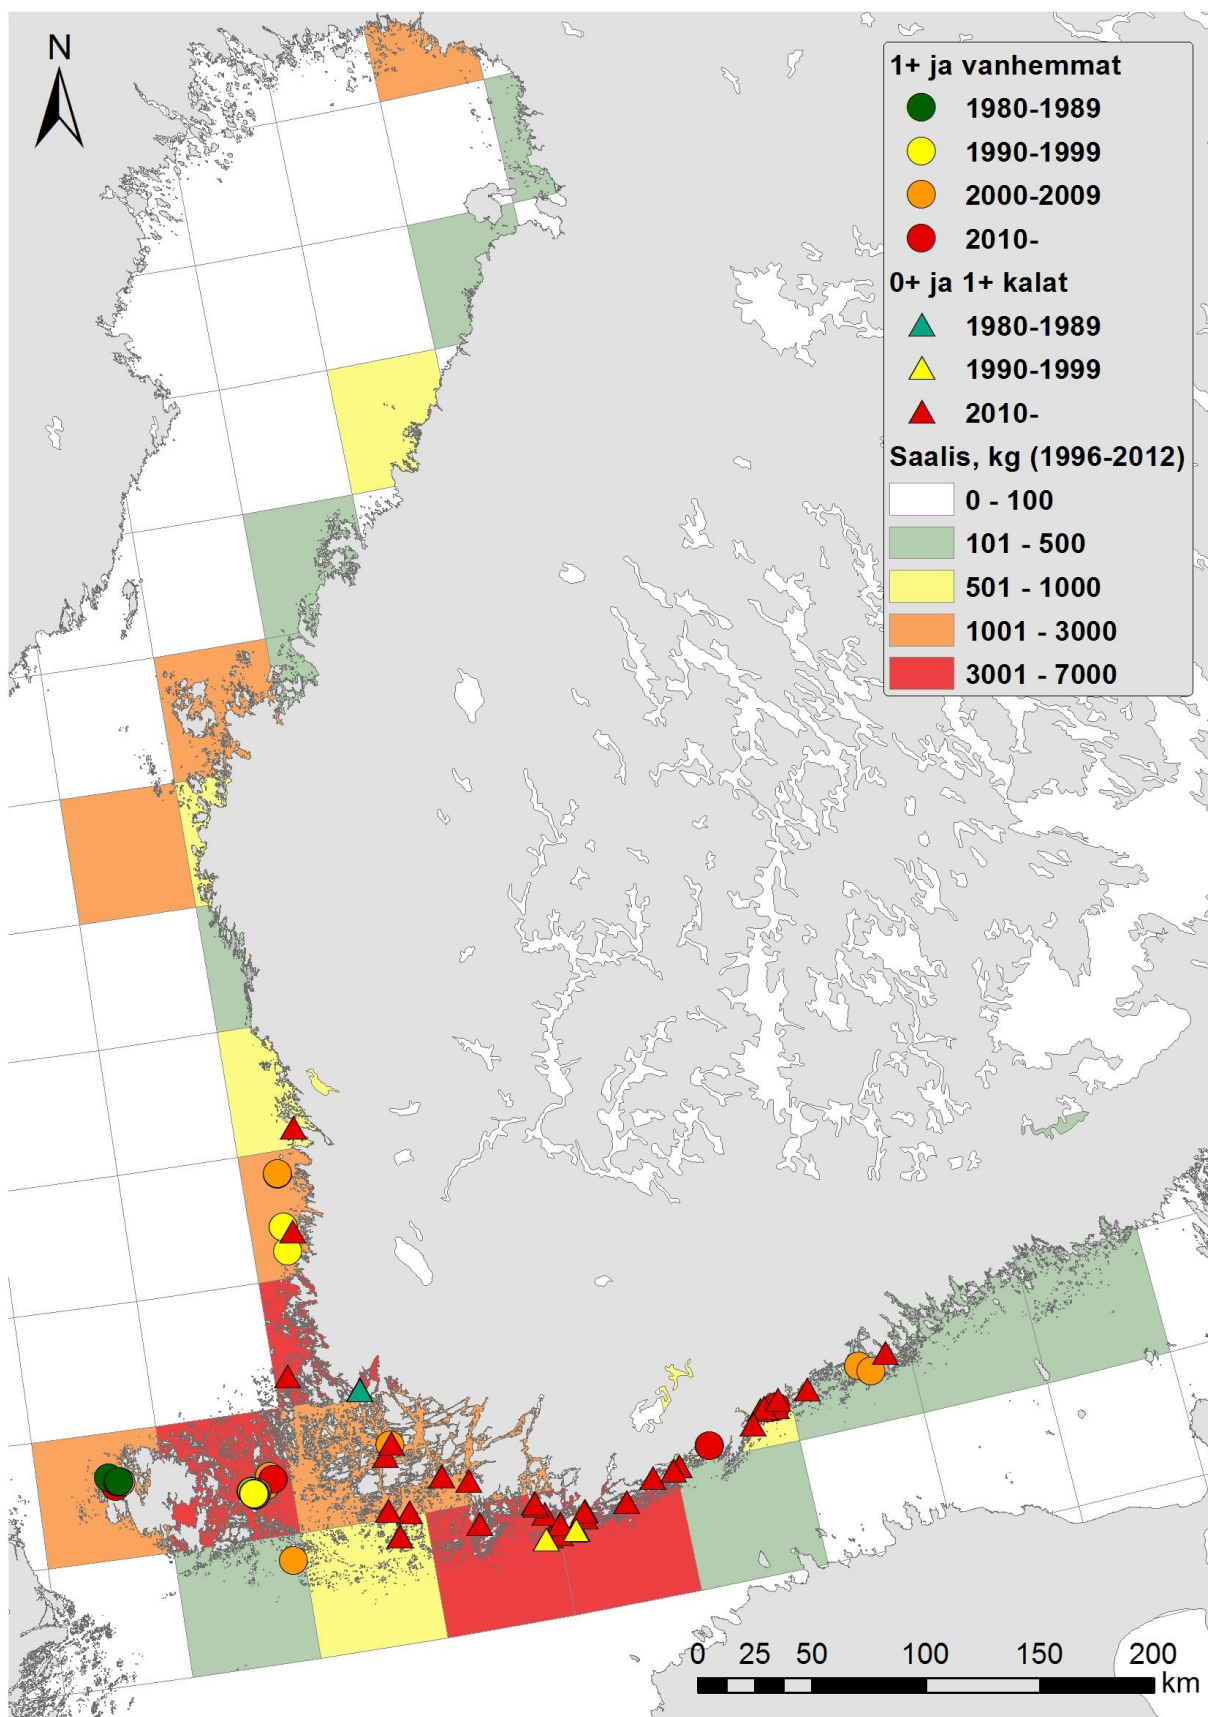 N
1+ ja vanhemmat
1980-1989
1990-1999
2000-2009
2010-
0+ ja 1+ kalat
1980-1989
1990-1999
2010-
Saalis, kg (1996-2012)
0 - 100
101 - 500
501 - 1000
1001 - 3000
3001 - 7000
0 25 50 100 150 200
km